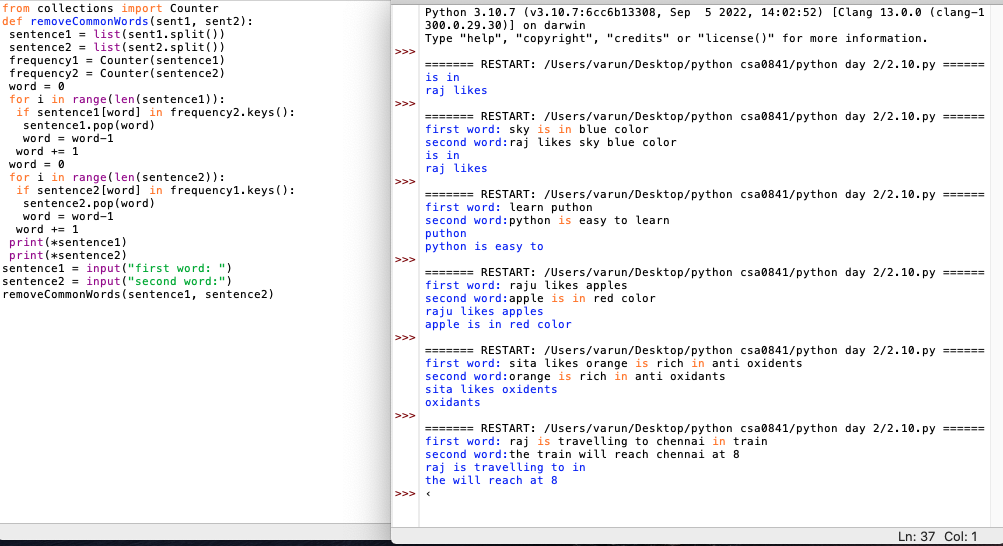 from collections import Counter
def removeCommonWords(sent1, sent2):
 sentence1 = list(sent1.split())
 sentence2 = list(sent2.split())
 frequency1 = Counter(sentence1)
 frequency2 = Counter(sentence2)
 word = 0
 for i in range(len(sentence1)):
  if sentence1[word] in frequency2.keys():
   sentence1.pop(word)
   word = word-1
  word += 1
 word = 0
 for i in range(len(sentence2)):
  if sentence2[word] in frequency1.keys():
   sentence2.pop(word)
   word = word-1
  word += 1
 print(*sentence1)
 print(*sentence2)
sentence1 = input("first word: ")
sentence2 = input("second word:")
removeCommonWords(sentence1, sentence2)
Python 3.10.7 (v3.10.7:6cc6b13308, Sep  5 2022, 14:02:52) [Clang 13.0.0 (clang-1
300.0.29.30)] on darwin
Type "help", "copyright", "credits" or "license()" for more information.
>>>
======= RESTART: /Users/varun/Desktop/python csa0841/python day 2/2.10.py ======
is in
raj likes
>>>
======= RESTART: /Users/varun/Desktop/python csa0841/python day 2/2.10.py ======
first word: sky is in blue color
second word:raj likes sky blue color
is in
raj likes
>>>
======= RESTART: /Users/varun/Desktop/python csa0841/python day 2/2.10.py ======
first word: learn puthon
second word:python is easy to learn
puthon
python is easy to
>>>
======= RESTART: /Users/varun/Desktop/python csa0841/python day 2/2.10.py ======
first word: raju likes apples
second word:apple is in red color
raju likes apples
apple is in red color
>>>
======= RESTART: /Users/varun/Desktop/python csa0841/python day 2/2.10.py ======
first word: sita likes orange is rich in anti oxidents
second word:orange is rich in anti oxidants
sita likes oxidents
oxidants
>>>
======= RESTART: /Users/varun/Desktop/python csa0841/python day 2/2.10.py ======
first word: raj is travelling to chennai in train
second word:the train will reach chennai at 8
raj is travelling to in
the will reach at 8
>>>
Ln: 37 Col: 1